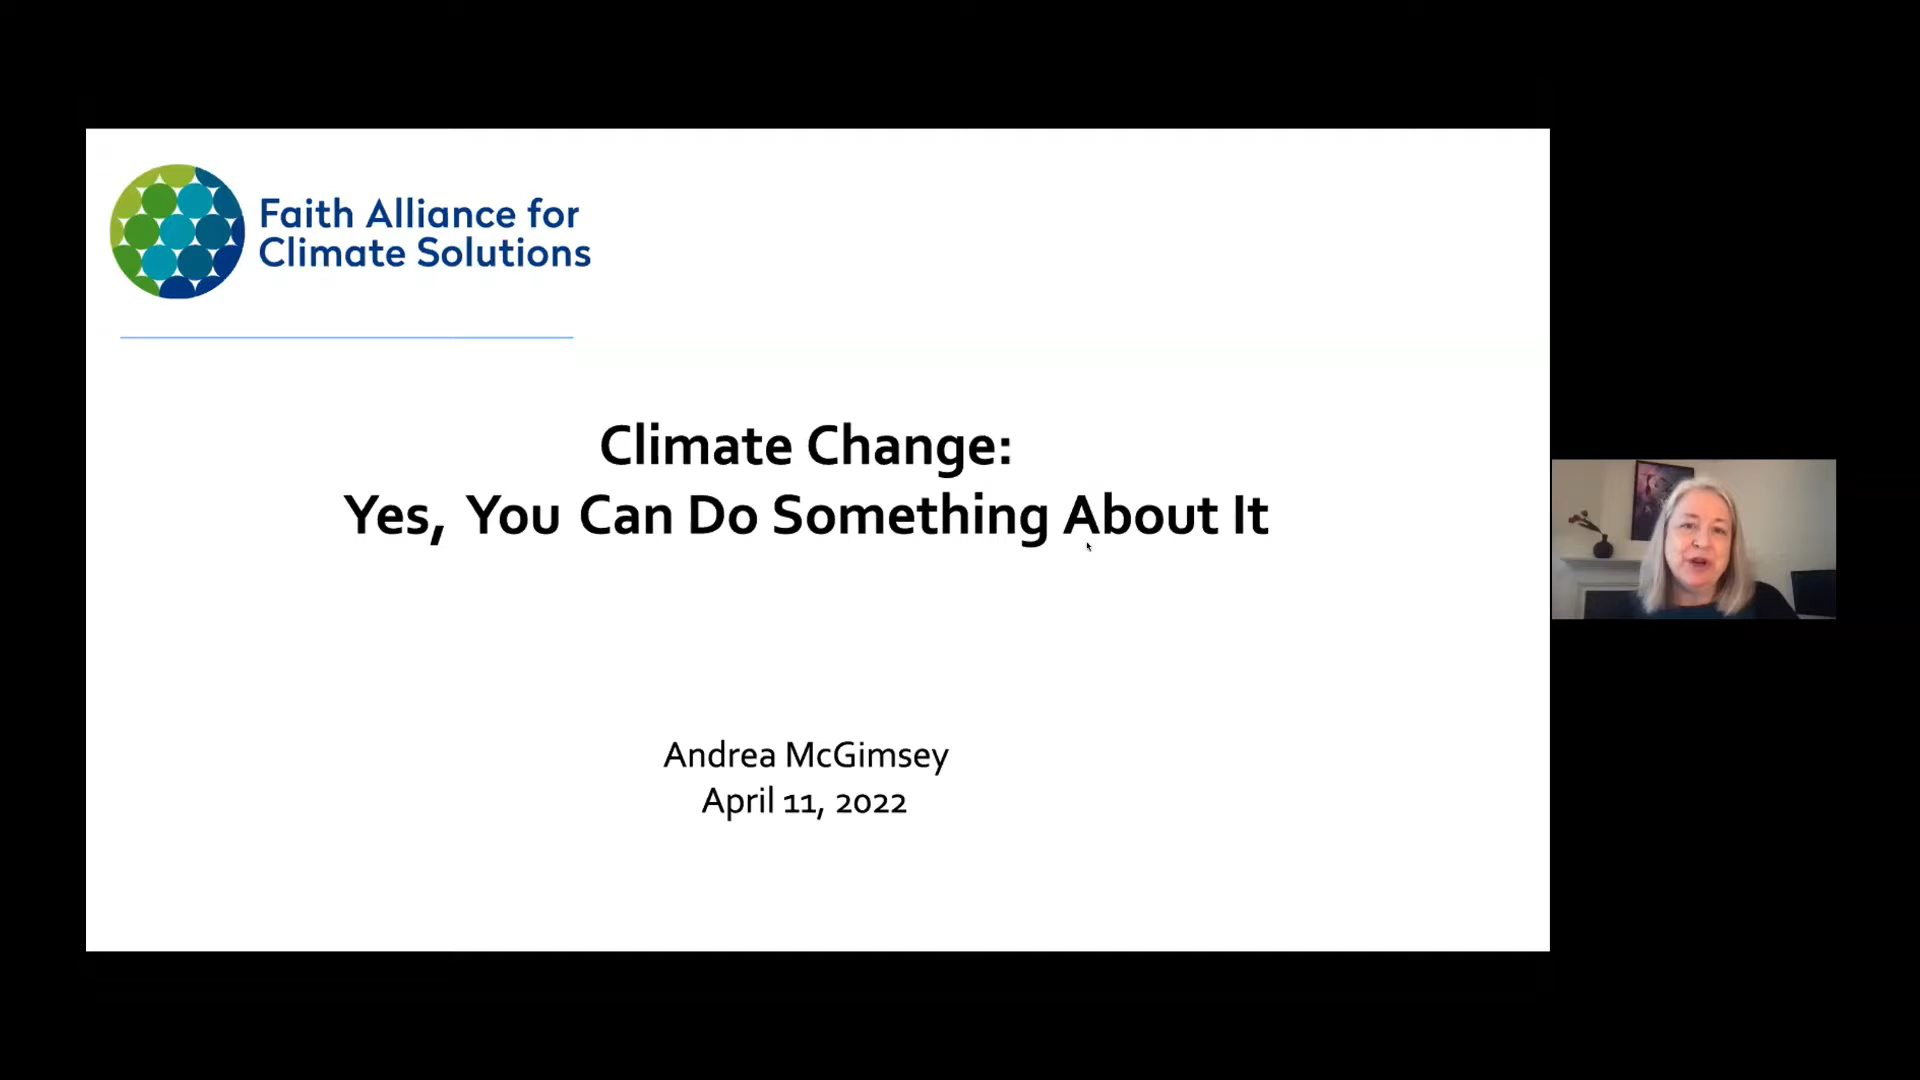 Faith Alliance for
Climate Solutions
Climate Change:
Yes, You Can Do Something About It
Andrea McGimsey
April 11, 2022